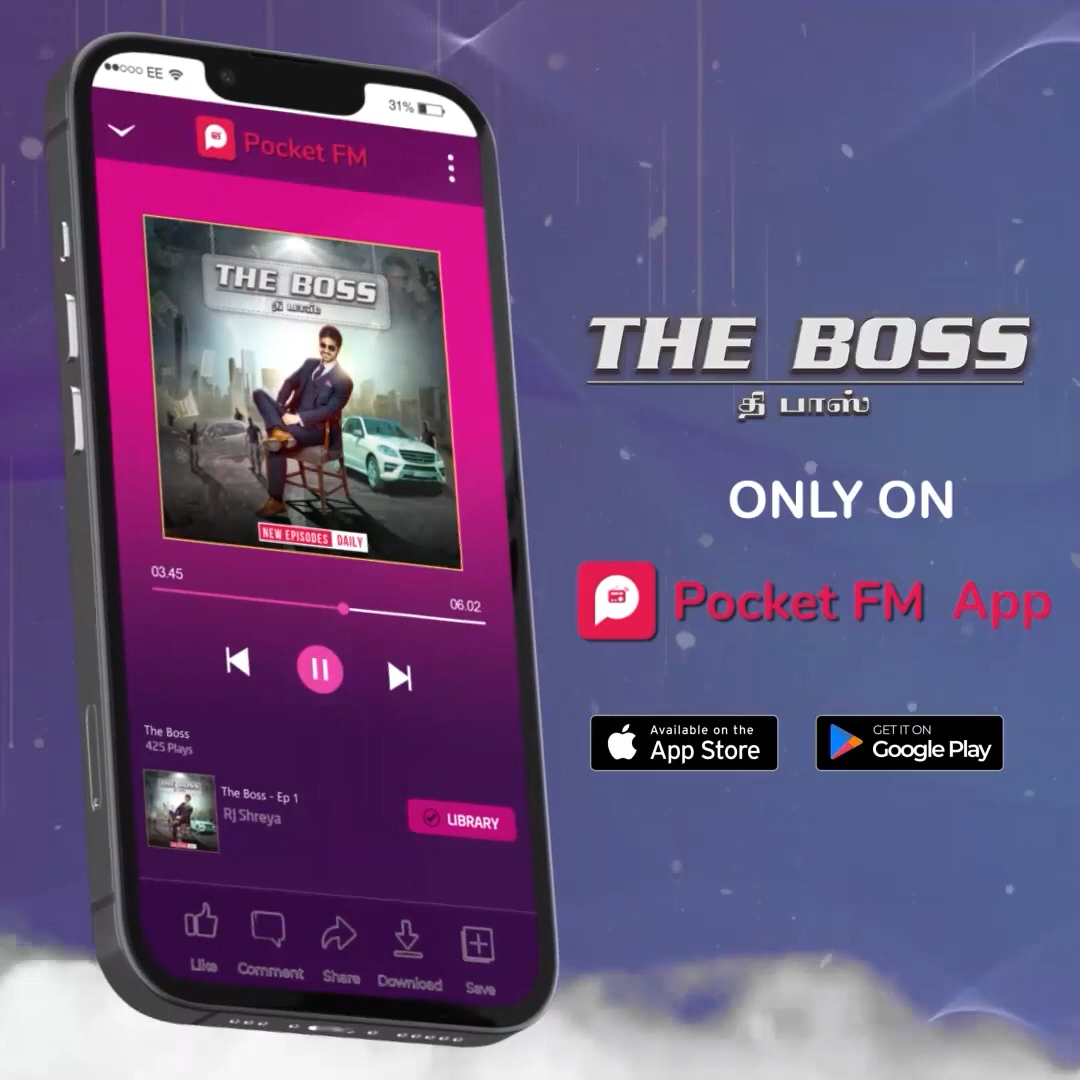 EE
31%
Pocket FM
THE BOSS
தி பாஸ்
NEW EPISODES DAILY
03.45
06.02
The Boss
425 Plays
The Boss - Ep 1
RJ Shreya
LIBRARY
Like
Comment
Share
Download
Save
THE BOSS
தி பாஸ்
ONLY ON
Pocket FM App
Available on the
App Store
GET IT ON
Google Play